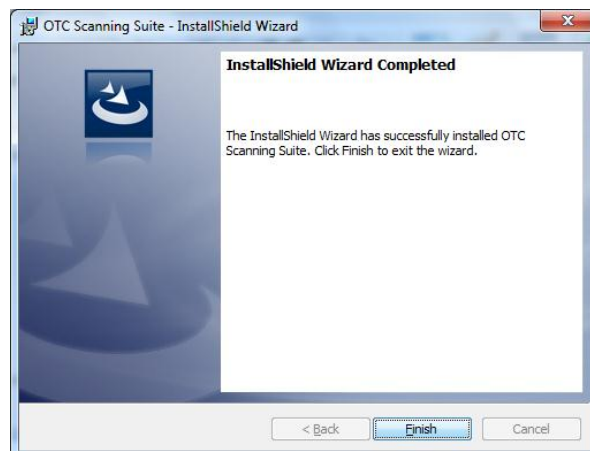 OTC Scanning Suite - InstallShield Wizard
InstallShield Wizard Completed
The InstallShield Wizard has successfully installed OTC
Scanning Suite. Click Finish to exit the wizard.
< Back
Finish
Cancel